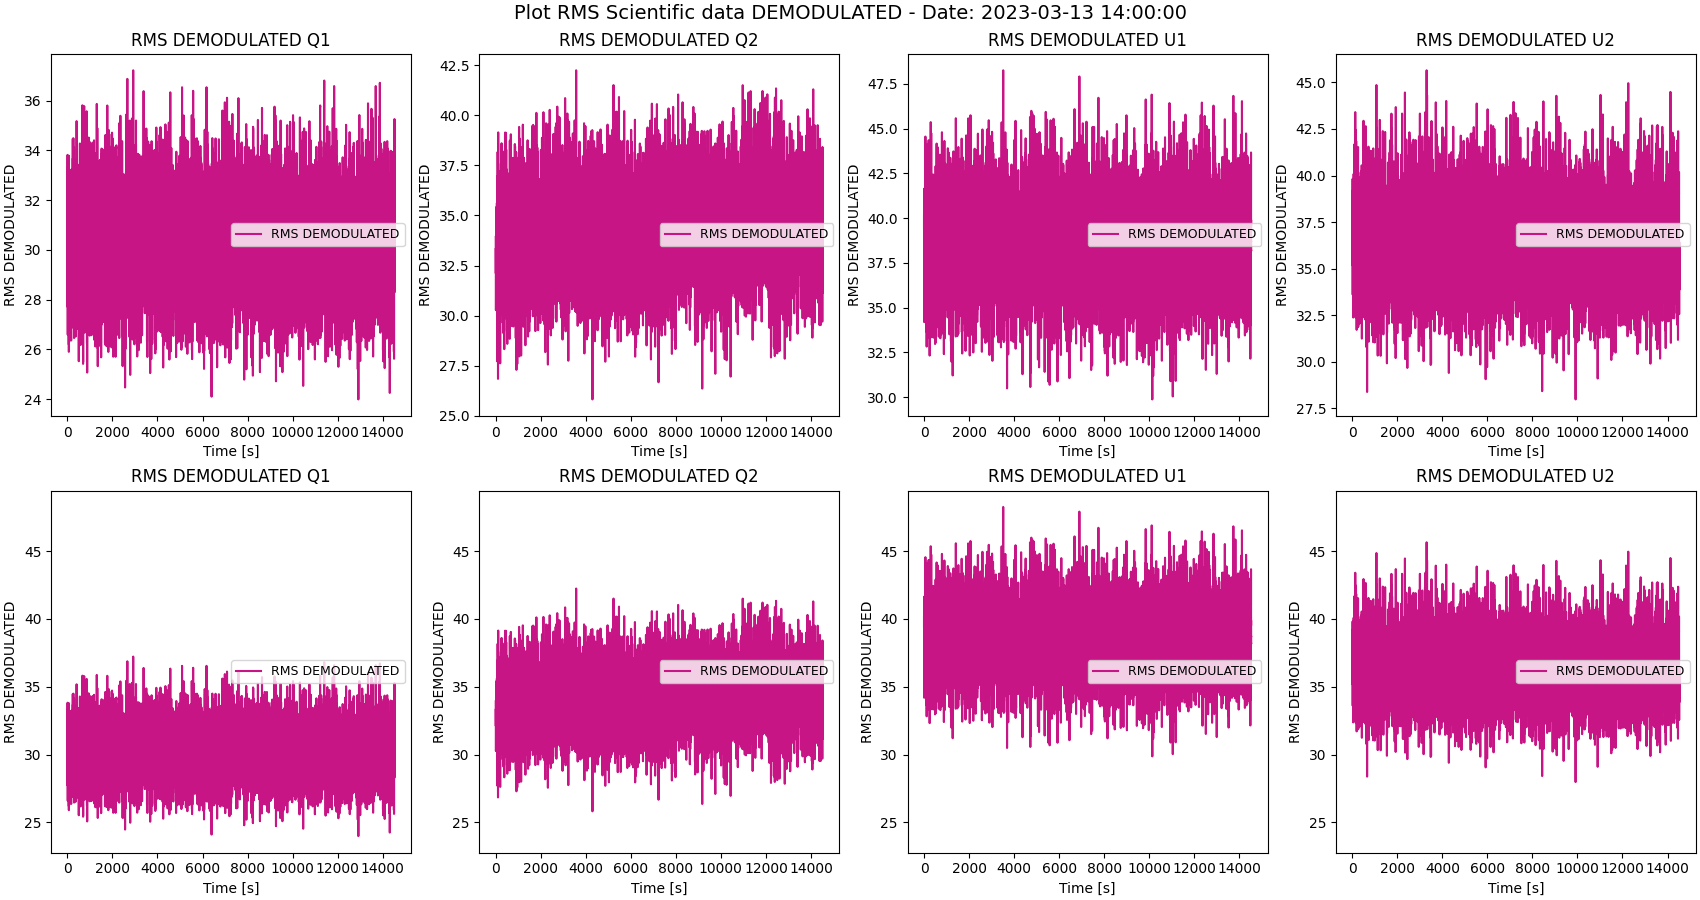 Plot RMS Scientific data DEMODULATED - Date: 2023-03-13 14:00:00
RMS DEMODULATED Q1
RMS DEMODULATED
36
34
32
30
28
26
24
RMS DEMODULATED
0 2000 4000 6000 8000 10000 12000 14000
Time [s]
RMS DEMODULATED Q2
RMS DEMODULATED
42.5
40.0
37.5
35.0
32.5
30.0
27.5
25.0
RMS DEMODULATED
0 2000 4000 6000 8000 10000 12000 14000
Time [s]
RMS DEMODULATED U1
RMS DEMODULATED
47.5
45.0
42.5
40.0
37.5
35.0
32.5
30.0
RMS DEMODULATED
0 2000 4000 6000 8000 10000 12000 14000
Time [s]
RMS DEMODULATED U2
RMS DEMODULATED
45.0
42.5
40.0
37.5
35.0
32.5
30.0
27.5
RMS DEMODULATED
0 2000 4000 6000 8000 10000 12000 14000
Time [s]
RMS DEMODULATED Q1
RMS DEMODULATED
45
40
35
30
25
RMS DEMODULATED
0 2000 4000 6000 8000 10000 12000 14000
Time [s]
RMS DEMODULATED Q2
RMS DEMODULATED
45
40
35
30
25
RMS DEMODULATED
0 2000 4000 6000 8000 10000 12000 14000
Time [s]
RMS DEMODULATED U1
RMS DEMODULATED
45
40
35
30
25
RMS DEMODULATED
0 2000 4000 6000 8000 10000 12000 14000
Time [s]
RMS DEMODULATED U2
RMS DEMODULATED
45
40
35
30
25
RMS DEMODULATED
0 2000 4000 6000 8000 10000 12000 14000
Time [s]